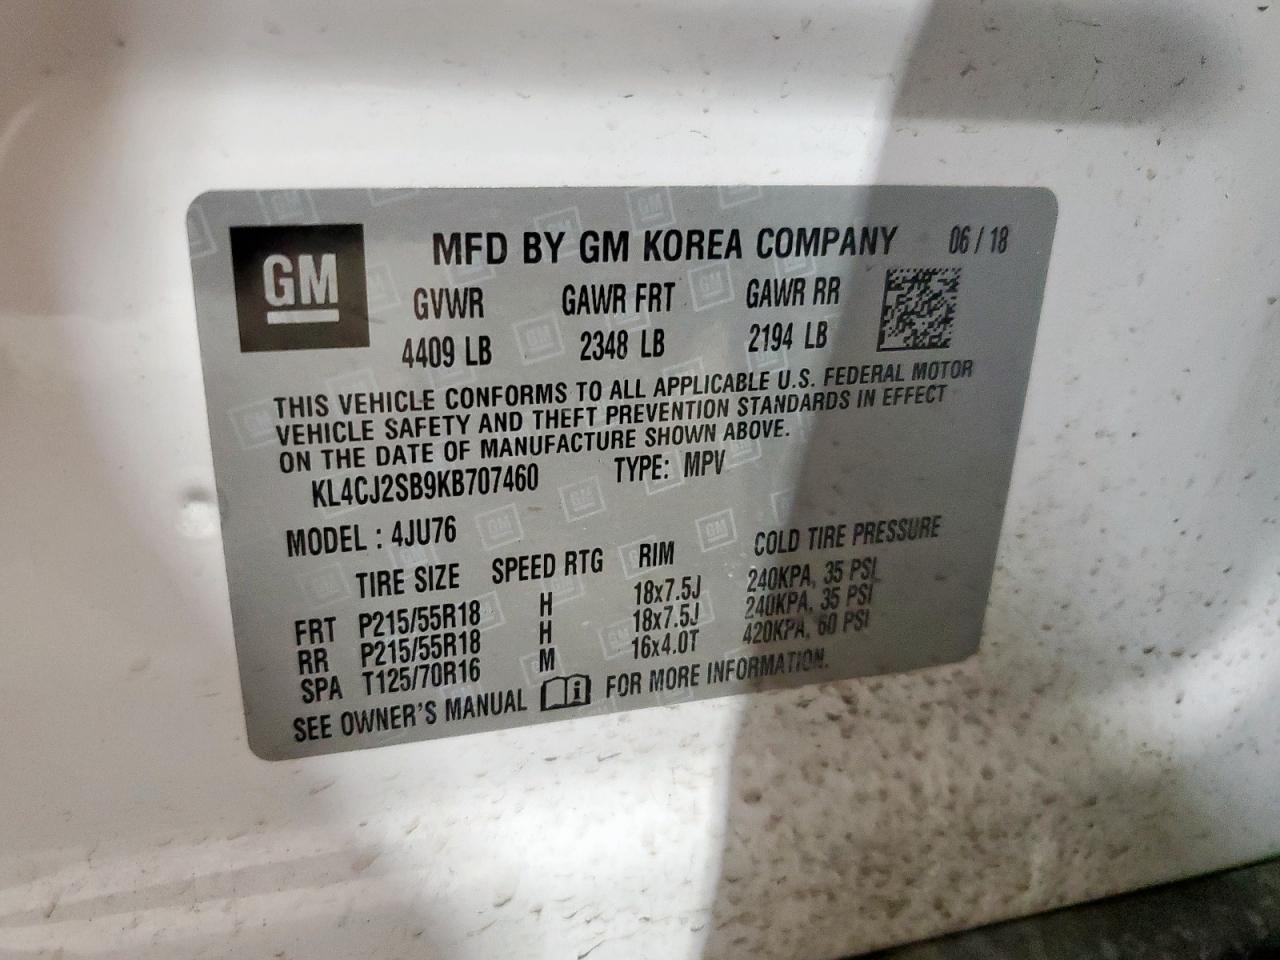 GM
MFD BY GM KOREA COMPANY 06 / 18
GVWR GAWR FRT GAWR RR
4409 LB 2348 LB 2194 LB
THIS VEHICLE CONFORMS TO ALL APPLICABLE U.S. FEDERAL MOTOR
VEHICLE SAFETY AND THEFT PREVENTION STANDARDS IN EFFECT
ON THE DATE OF MANUFACTURE SHOWN ABOVE.
KL4CJ2SB9KB707460 TYPE: MPV
MODEL : 4JU76
TIRE SIZE SPEED RTG RIM COLD TIRE PRESSURE
FRT P215/55R18 H 18x7.5J 240KPA, 35 PSI
RR P215/55R18 H 18x7.5J 240KPA, 35 PSI
SPA T125/70R16 M 16x4.0T 420KPA, 60 PSI
SEE OWNER'S MANUAL FOR MORE INFORMATION.